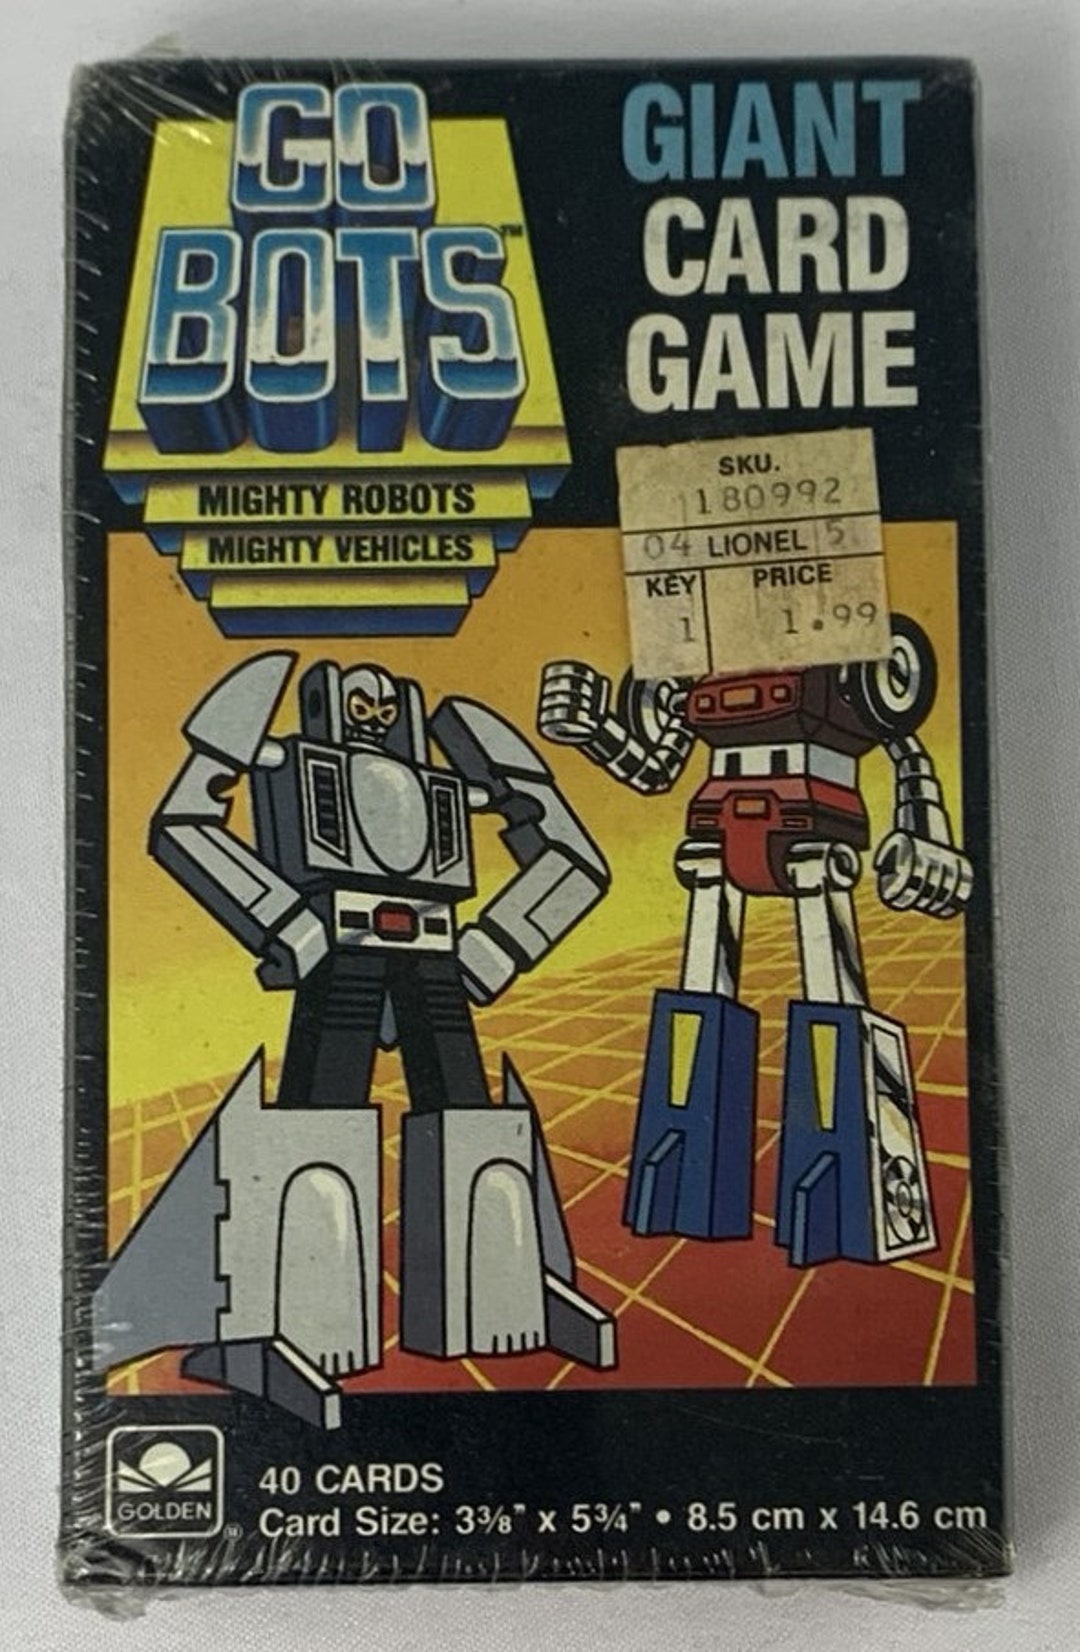 GO
BOTS™
MIGHTY ROBOTS
MIGHTY VEHICLES
GIANT
CARD
GAME
SKU.
180992
04 LIONEL 5
KEY PRICE
1 1.99
GOLDEN
40 CARDS
Card Size: 3⅜" x 5¾" • 8.5 cm x 14.6 cm